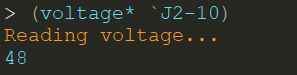 > (voltage* `J2-10)
Reading voltage...
48